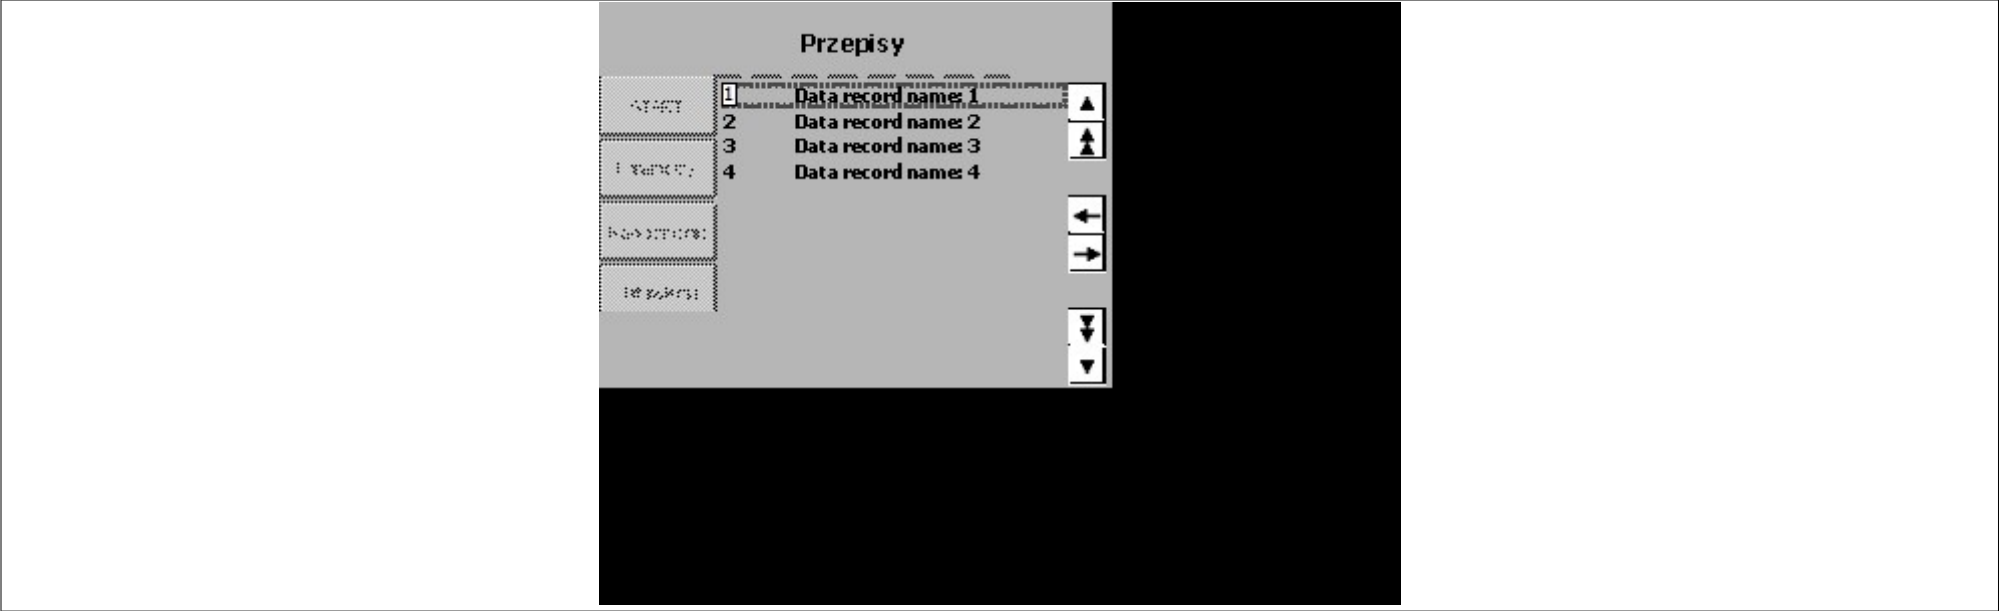 Przepisy
START
1 Data record name: 1
2 Data record name: 2
3 Data record name: 3
4 Data record name: 4